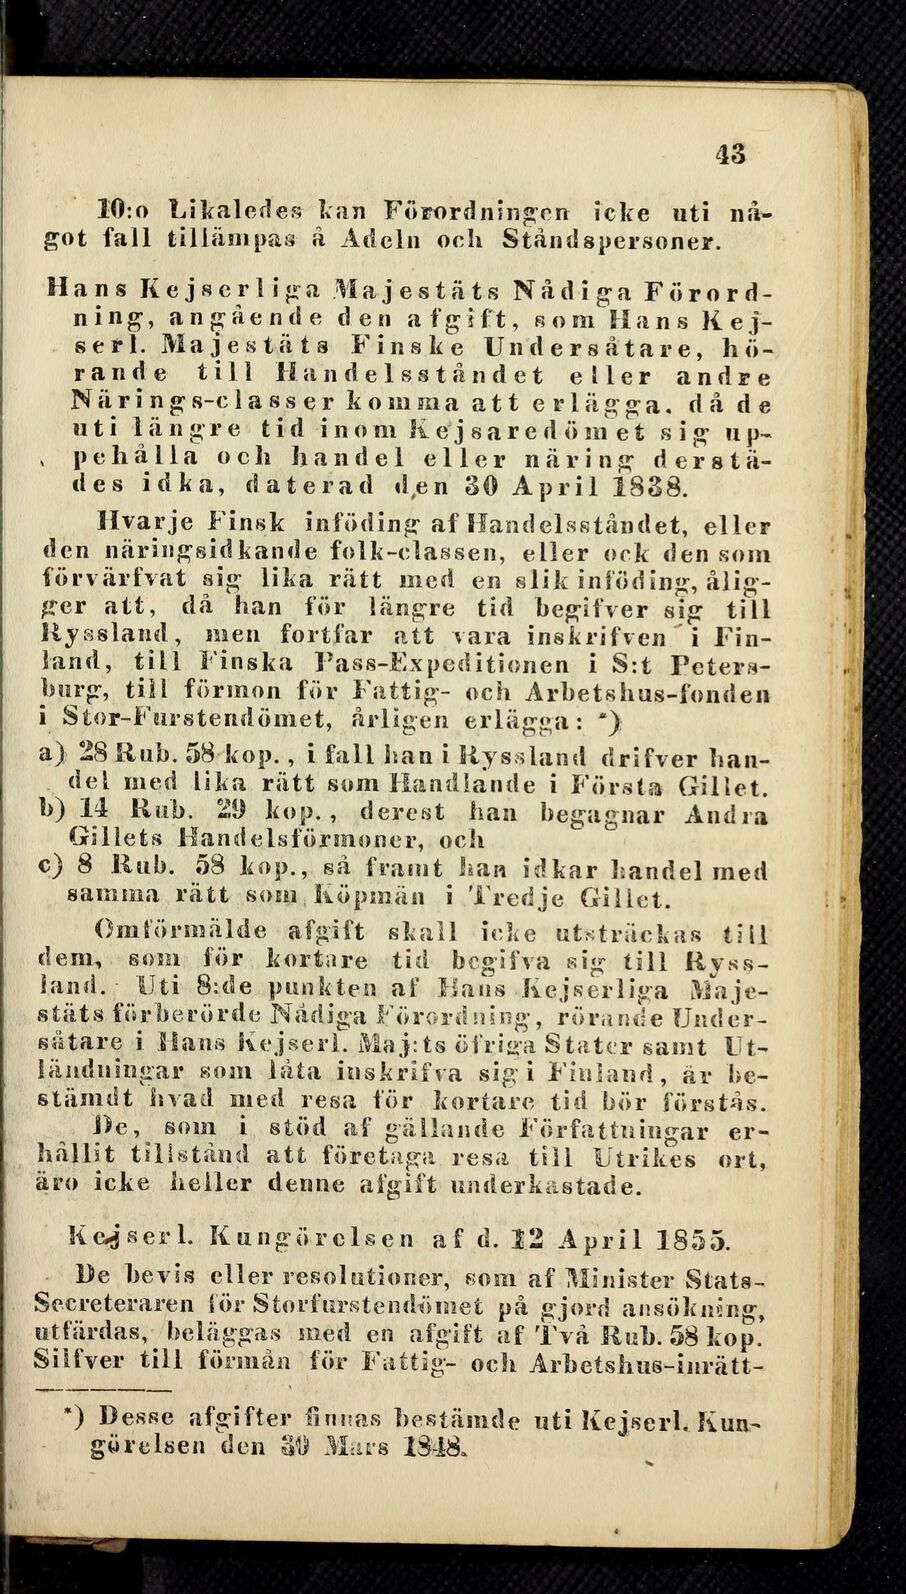 43
10:o Likaledes kan Förordningen icke uti nå-
got fall tillämpas å Adeln och Ståndspersoner.
Hans Kejserliga Majestäts Nådiga Förord-
ning, angående den afgift, som Hans Kej-
serl. Majestäts Finske Undersåtare, hö-
rande till Handelsståndet eller andre
Närings-classer komma att erlägga, då de
uti längre tid inom Kejsaredömet sig up-
pehålla och handel eller näring derstä-
des idka, daterad den 30 April 1838.
Hvarje Finsk inföding af Handelsståndet, eller
den näringsidkande folk-classen, eller ock den som
förvärfvat sig lika rätt med en slik inföding, ålig-
ger att, då han för längre tid begifver sig till
Ryssland, men fortfar att vara inskrifven i Fin-
land, till Finska Pass-Expeditionen i S:t Peters-
burg, till förmon för Fattig- och Arbetshus-fonden
i Stor-Furstendömet, årligen erlägga: *)
a) 28 Rub. 58 kop., i fall han i Ryssland drifver han-
del med lika rätt som Handlande i Första Gillet.
b) 14 Rub. 29 kop., derest han begagnar Andra
Gillets Handelsförmoner, och
c) 8 Rub. 58 kop., så framt han idkar handel med
samma rätt som Köpmän i Tredje Gillet.
Omförmälde afgift skall icke utsträckas till
dem, som för kortare tid begifva sig till Ryss-
land. Uti 8:de punkten af Hans Kejserliga Maje-
stäts förberörde Nådiga Förordning, rörande Under-
såtare i Hans Kejserl. Maj:ts öfriga Stater samt Ut-
ländningar som låta inskrifva sig i Finland, är be-
stämdt hvad med resa för kortare tid bör förstås.
De, som i stöd af gällande Författningar er-
hållit tillstånd att företaga resa till Utrikes ort,
äro icke heller denne afgift underkastade.
Kejserl. Kungörelsen af d. 12 April 1855.
De bevis eller resolutioner, som af Minister Stats-
Secreteraren för Storfurstendömet på gjord ansökning,
utfärdas, beläggas med en afgift af Två Rub. 58 kop.
Silfver till förmån för Fattig- och Arbetshus-inrätt-
*) Desse afgifter finnas bestämde uti Kejserl. Kun-
görelsen den 30 Mars 1848.